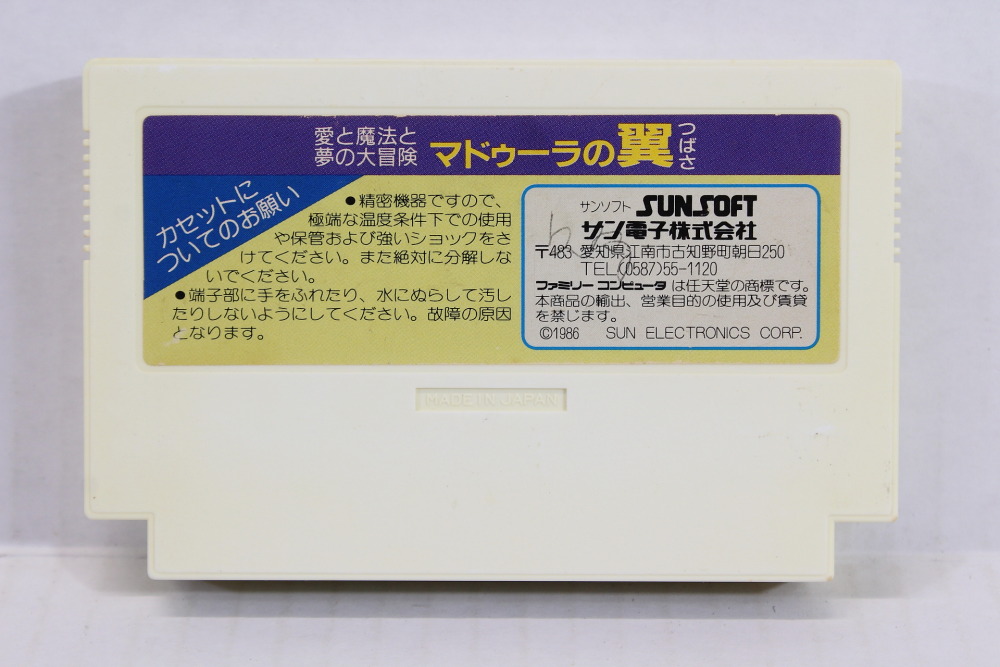 愛と魔法と
夢の大冒険
マドゥーラの翼
つばさ
カセットに
ついてのお願い
●精密機器ですので、
極端な温度条件下での使用
や保管および強いショックをさ
けてください。また絶対に分解しな
いでください。
●端子部に手をふれたり、水にぬらして汚し
たりしないようにしてください。故障の原因
となります。
サンソフト SUNSOFT
サン電子株式会社
〒483 愛知県江南市古知野町朝日250
TEL(0587)55-1120
ファミリー コンピュータ は任天堂の商標です。
本商品の輸出、営業目的の使用及び賃貸
を禁じます。
©1986 SUN ELECTRONICS CORP.
MADE IN JAPAN